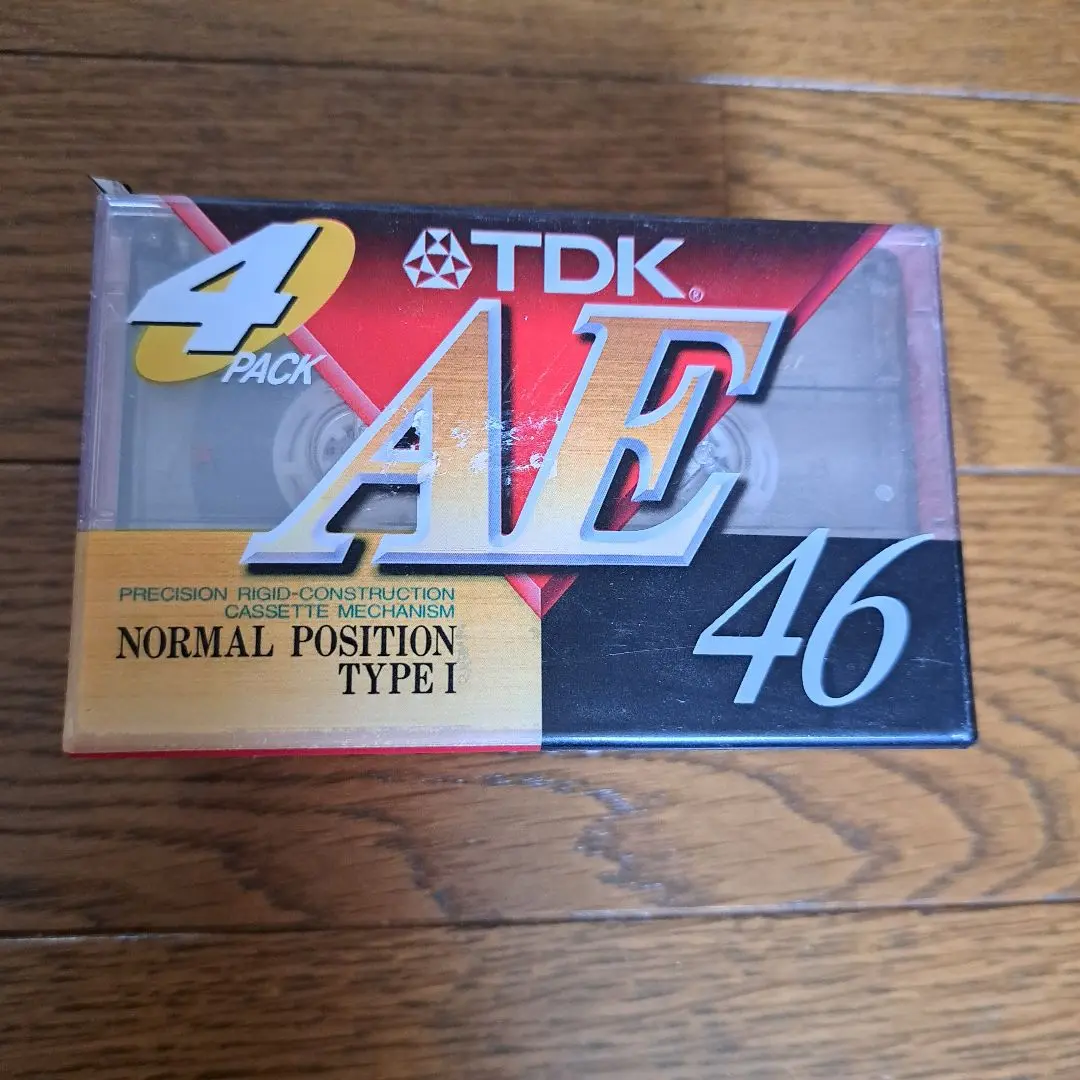 4
PACK
TDK®
AE
46
PRECISION RIGID-CONSTRUCTION
CASSETTE MECHANISM
NORMAL POSITION
TYPE I